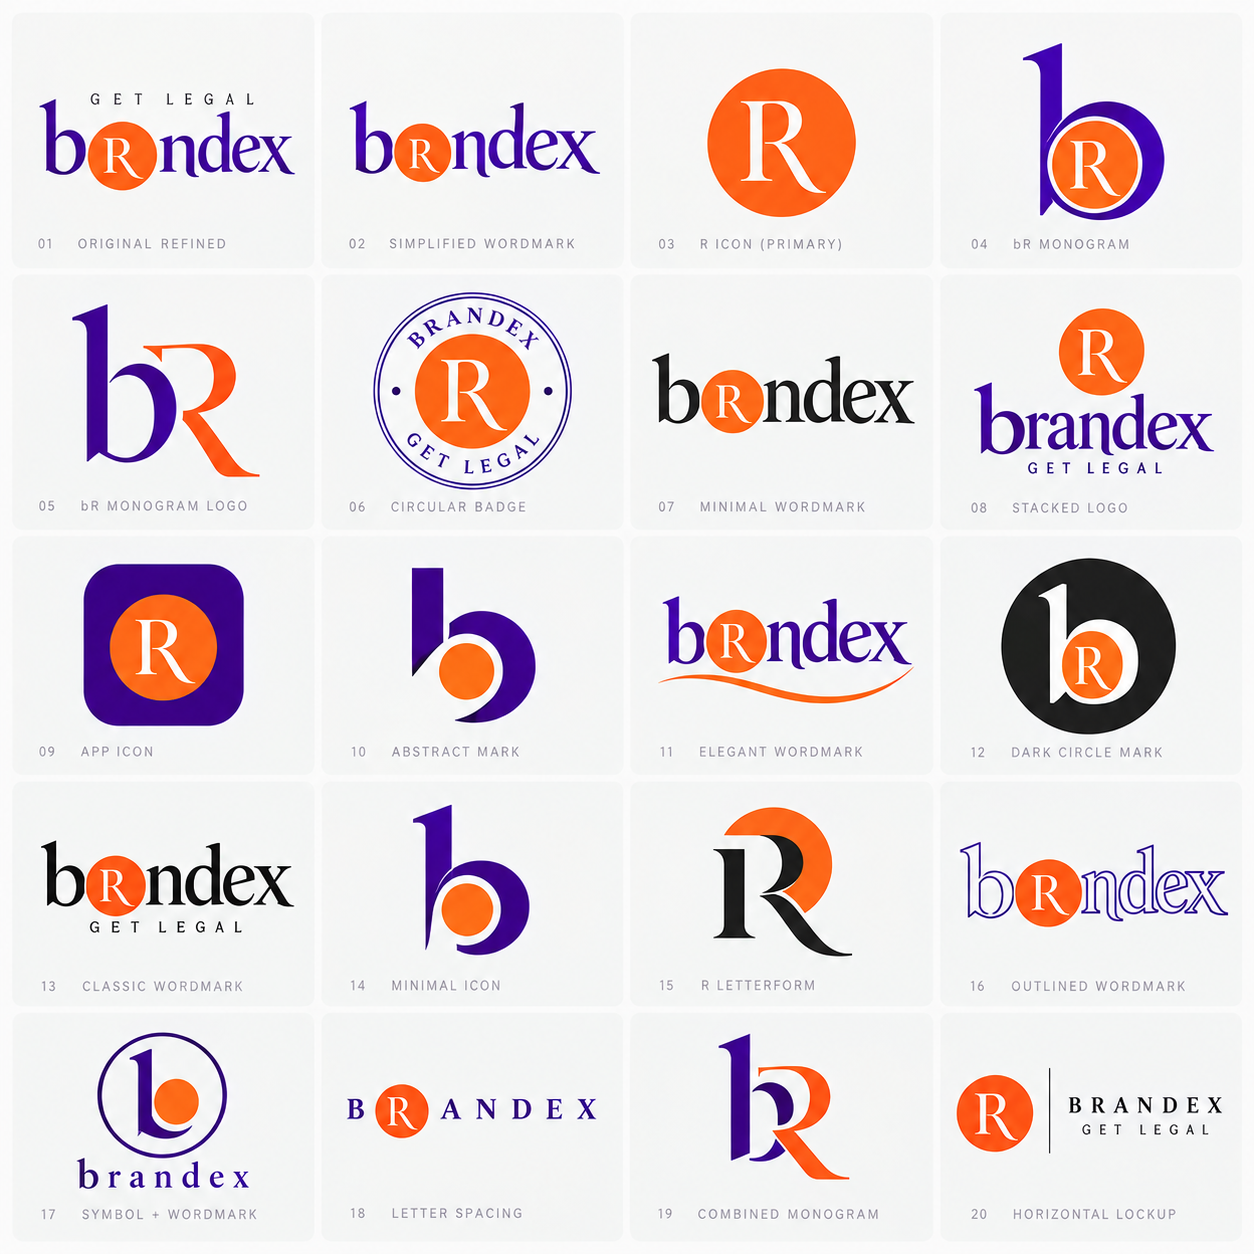 GET LEGAL
bRndex
01 ORIGINAL REFINED
bRndex
02 SIMPLIFIED WORDMARK
R
03 R ICON (PRIMARY)
b R
04 bR MONOGRAM
bR
05 bR MONOGRAM LOGO
BRANDEX
R
GET LEGAL
06 CIRCULAR BADGE
bRndex
07 MINIMAL WORDMARK
R
brandex
GET LEGAL
08 STACKED LOGO
R
09 APP ICON
b
10 ABSTRACT MARK
bRndex
11 ELEGANT WORDMARK
b R
12 DARK CIRCLE MARK
bRndex
GET LEGAL
13 CLASSIC WORDMARK
b
14 MINIMAL ICON
R
15 R LETTERFORM
bRndex
16 OUTLINED WORDMARK
b
brandex
17 SYMBOL + WORDMARK
BRANDEX
18 LETTER SPACING
bR
19 COMBINED MONOGRAM
R
BRANDEX
GET LEGAL
20 HORIZONTAL LOCKUP